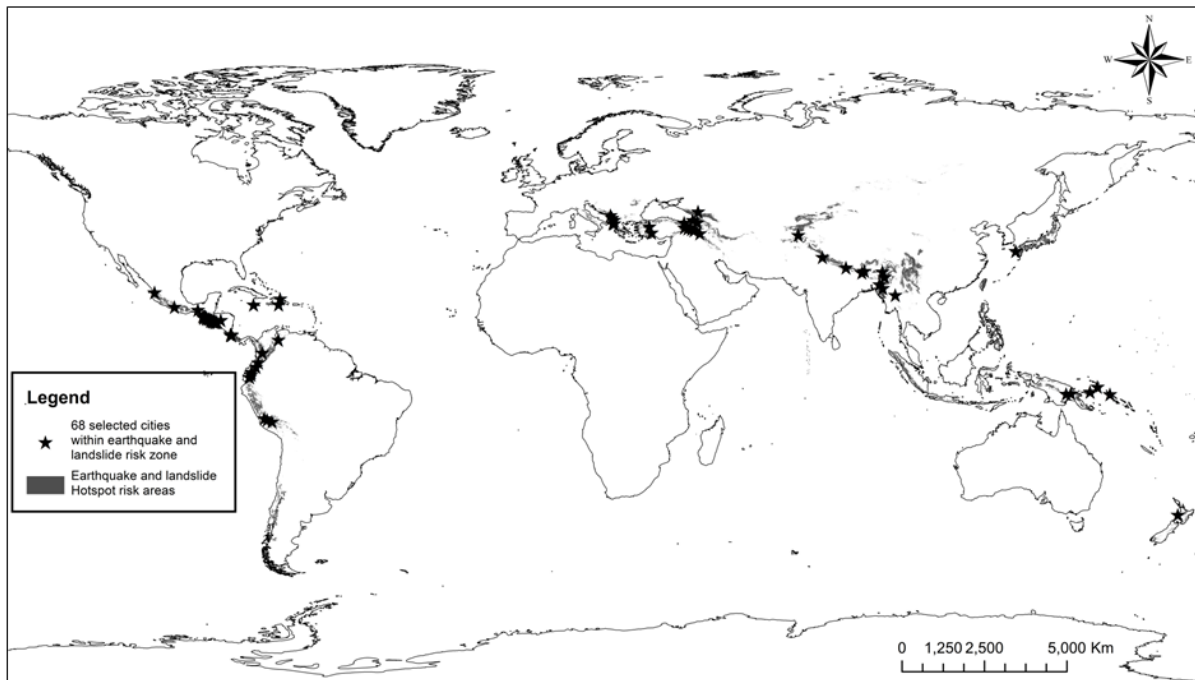 N
W E
S
Legend
68 selected cities
within earthquake and
landslide risk zone
Earthquake and landslide
Hotspot risk areas
0 1,250 2,500 5,000 Km